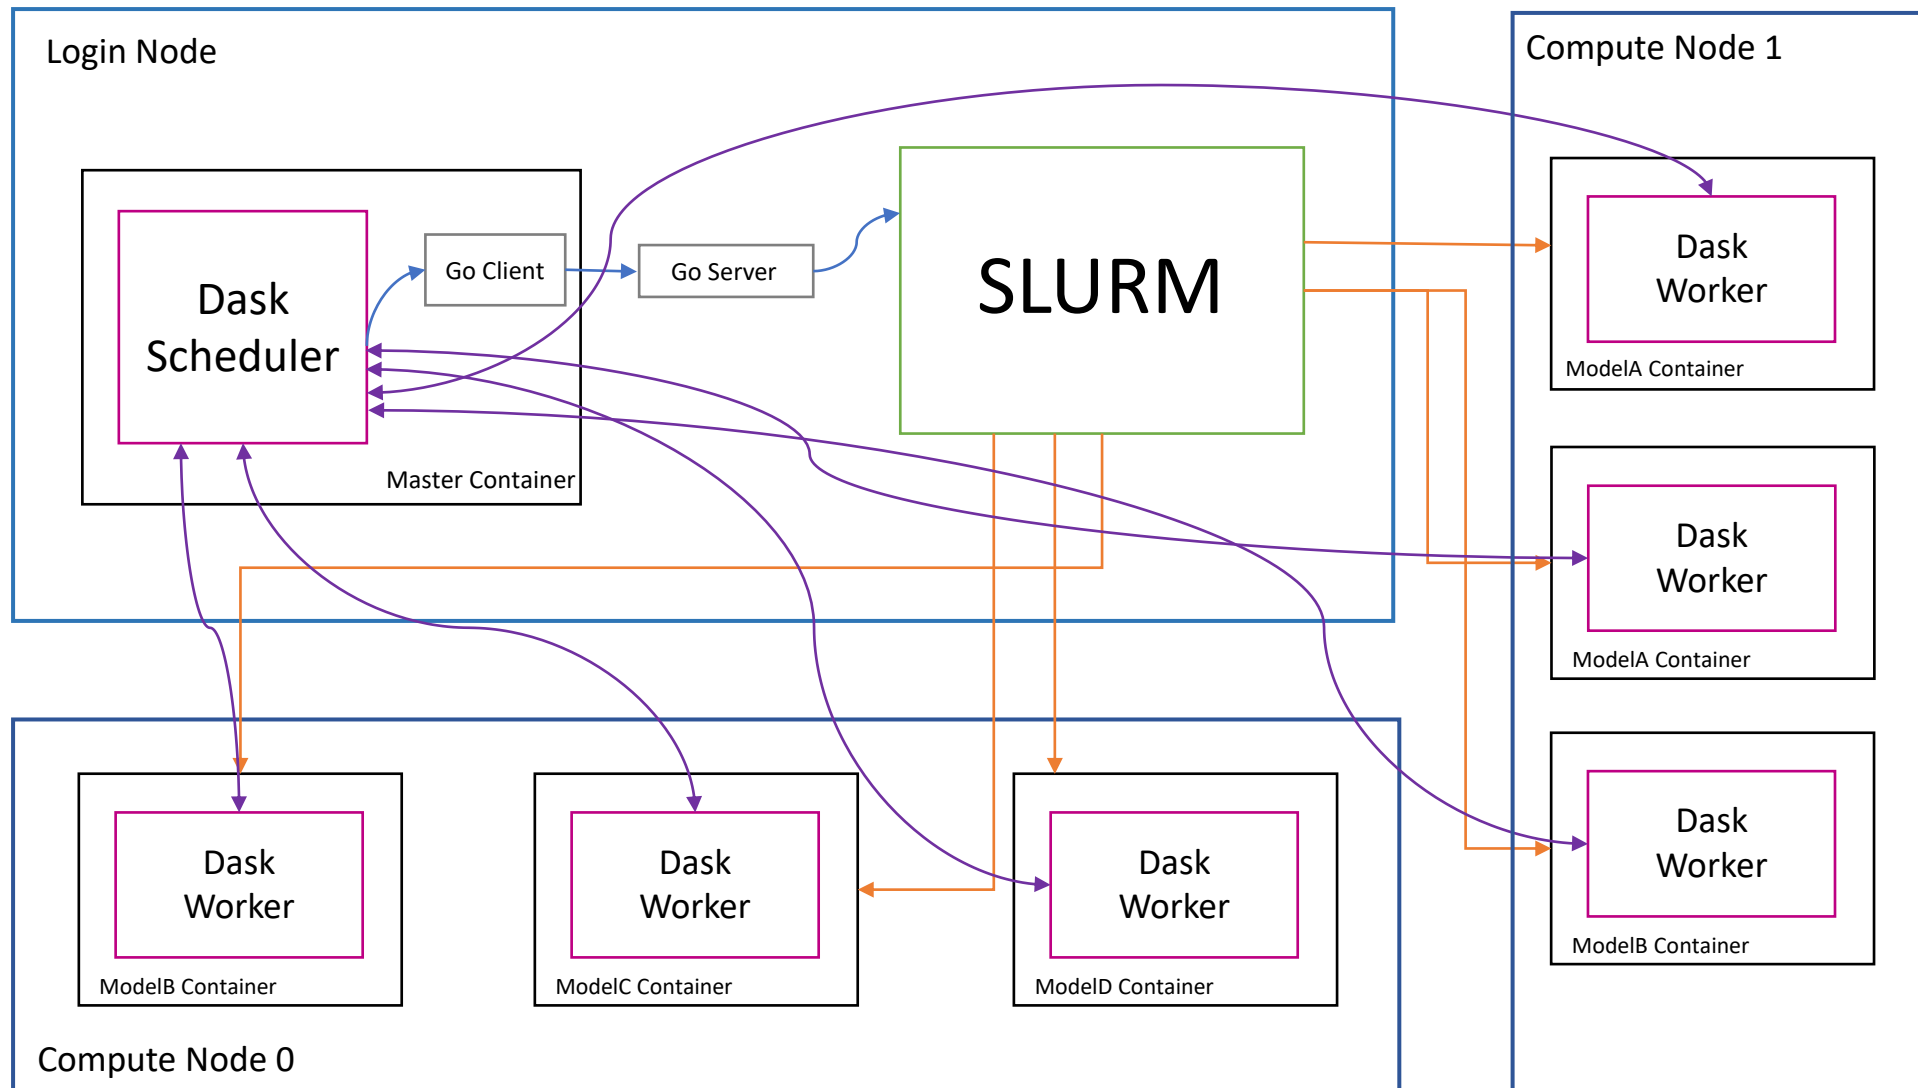 Login Node
Compute Node 1
Dask
Scheduler
Go Client
Go Server
SLURM
Master Container
Dask
Worker
ModelA Container
Dask
Worker
ModelA Container
Dask
Worker
ModelB Container
Dask
Worker
ModelB Container
Dask
Worker
ModelC Container
Dask
Worker
ModelD Container
Compute Node 0